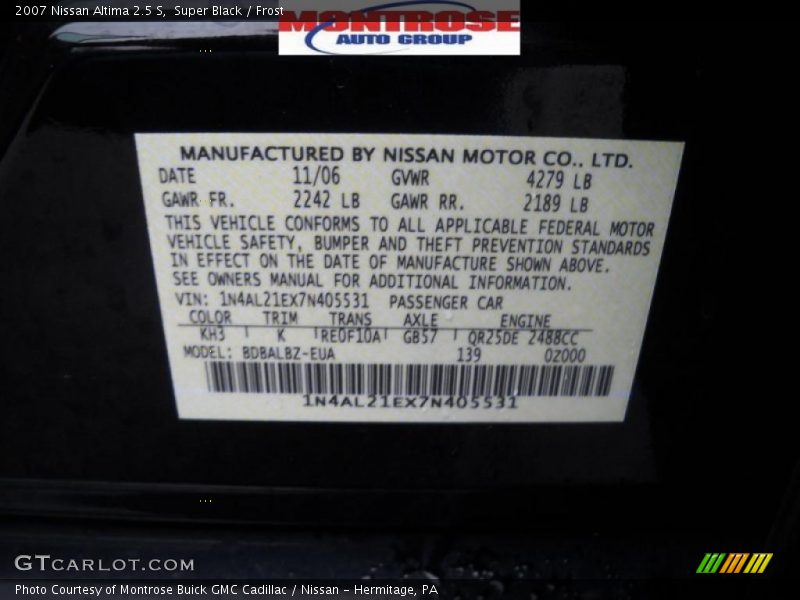 2007 Nissan Altima 2.5 S, Super Black / Frost
MONTROSE
AUTO GROUP
MANUFACTURED BY NISSAN MOTOR CO., LTD.
DATE 11/06 GVWR 4279 LB
GAWR FR. 2242 LB GAWR RR. 2189 LB
THIS VEHICLE CONFORMS TO ALL APPLICABLE FEDERAL MOTOR
VEHICLE SAFETY, BUMPER AND THEFT PREVENTION STANDARDS
IN EFFECT ON THE DATE OF MANUFACTURE SHOWN ABOVE.
SEE OWNERS MANUAL FOR ADDITIONAL INFORMATION.
VIN: 1N4AL21EX7N405531 PASSENGER CAR
COLOR TRIM TRANS AXLE ENGINE
KH3 K RE0F10A GB57 QR25DE 2488CC
MODEL: BDBALBZ-EUA 139 0Z000
1N4AL21EX7N405531
GTCARLOT.COM
Photo Courtesy of Montrose Buick GMC Cadillac / Nissan - Hermitage, PA